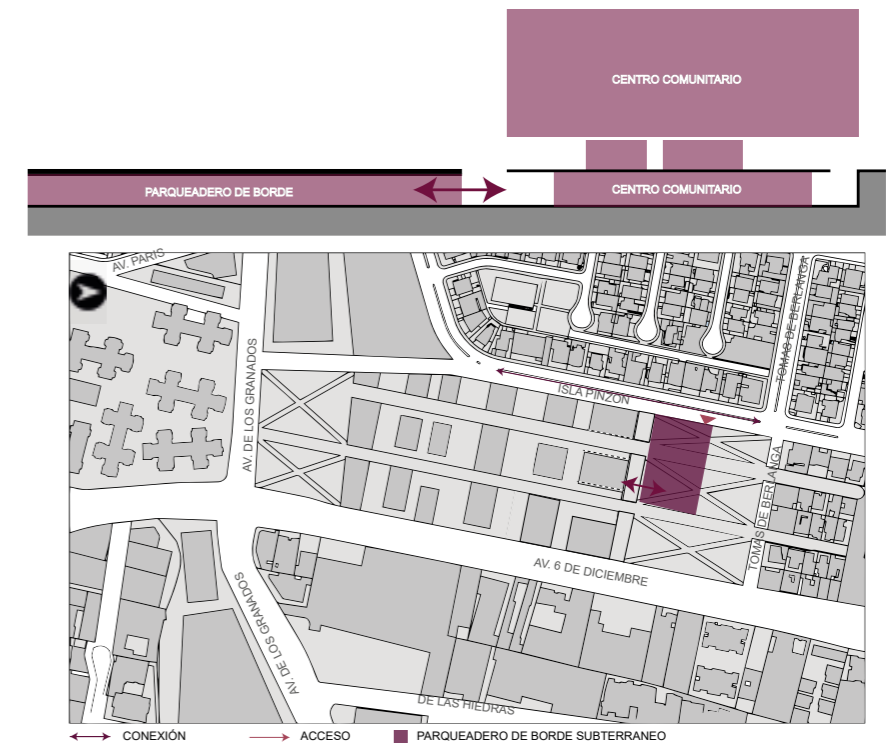 CENTRO COMUNITARIO
PARQUEADERO DE BORDE
CENTRO COMUNITARIO
AV. PARIS
AV. DE LOS GRANADOS
ISLA PINZON
TOMAS DE BERLANGA
TOMAS DE BERLANGA
AV. 6 DE DICIEMBRE
AV. DE LOS GRANADOS
DE LAS HIEDRAS
CONEXIÓN
ACCESO
PARQUEADERO DE BORDE SUBTERRANEO